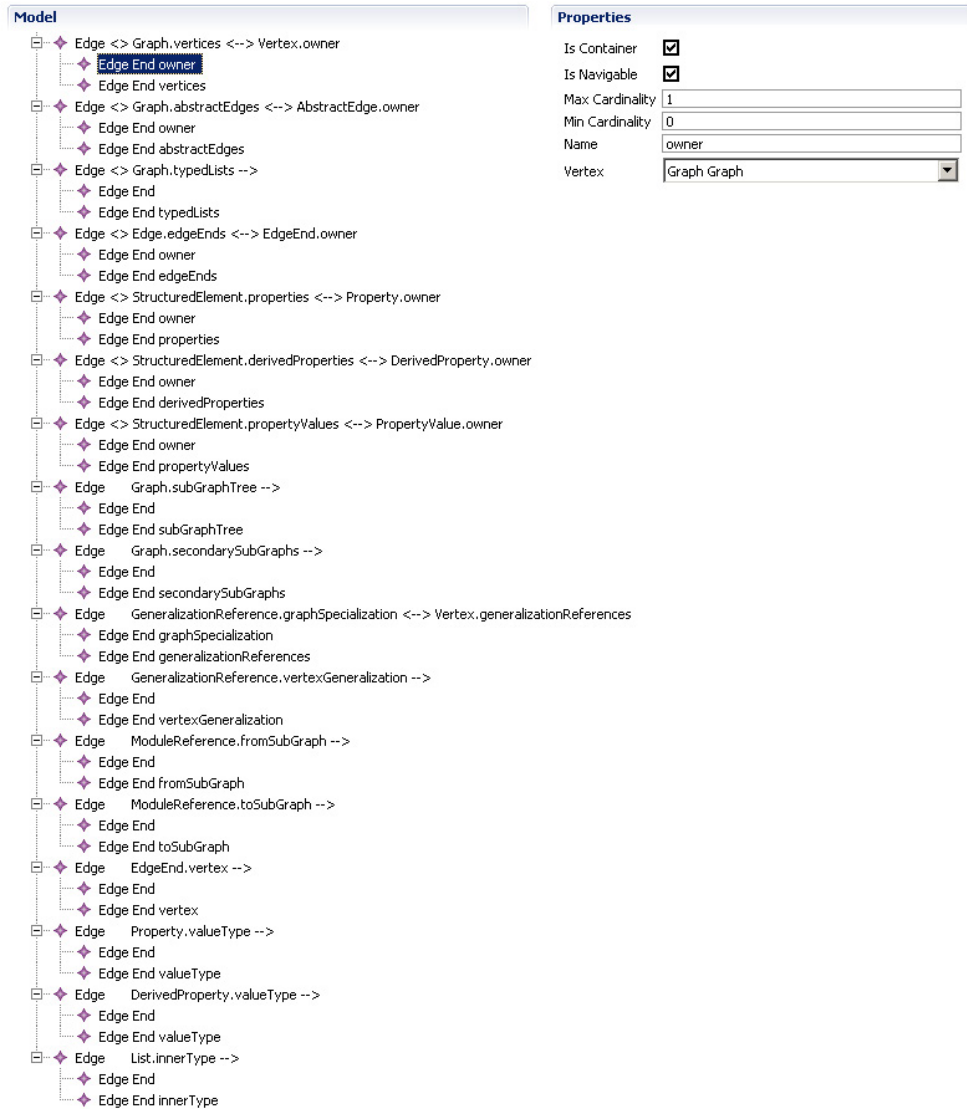 Model
Edge <> Graph.vertices <--> Vertex.owner
Edge End owner
Edge End vertices
Edge <> Graph.abstractEdges <--> AbstractEdge.owner
Edge End owner
Edge End abstractEdges
Edge <> Graph.typedLists -->
Edge End
Edge End typedLists
Edge <> Edge.edgeEnds <--> EdgeEnd.owner
Edge End owner
Edge End edgeEnds
Edge <> StructuredElement.properties <--> Property.owner
Edge End owner
Edge End properties
Edge <> StructuredElement.derivedProperties <--> DerivedProperty.owner
Edge End owner
Edge End derivedProperties
Edge <> StructuredElement.propertyValues <--> PropertyValue.owner
Edge End owner
Edge End propertyValues
Edge Graph.subGraphTree -->
Edge End
Edge End subGraphTree
Edge Graph.secondarySubGraphs -->
Edge End
Edge End secondarySubGraphs
Edge GeneralizationReference.graphSpecialization <--> Vertex.generalizationReferences
Edge End graphSpecialization
Edge End generalizationReferences
Edge GeneralizationReference.vertexGeneralization -->
Edge End
Edge End vertexGeneralization
Edge ModuleReference.fromSubGraph -->
Edge End
Edge End fromSubGraph
Edge ModuleReference.toSubGraph -->
Edge End
Edge End toSubGraph
Edge EdgeEnd.vertex -->
Edge End
Edge End vertex
Edge Property.valueType -->
Edge End
Edge End valueType
Edge DerivedProperty.valueType -->
Edge End
Edge End valueType
Edge List.innerType -->
Edge End
Edge End innerType
Properties
Is Container
Is Navigable
Max Cardinality 1
Min Cardinality 0
Name owner
Vertex Graph Graph